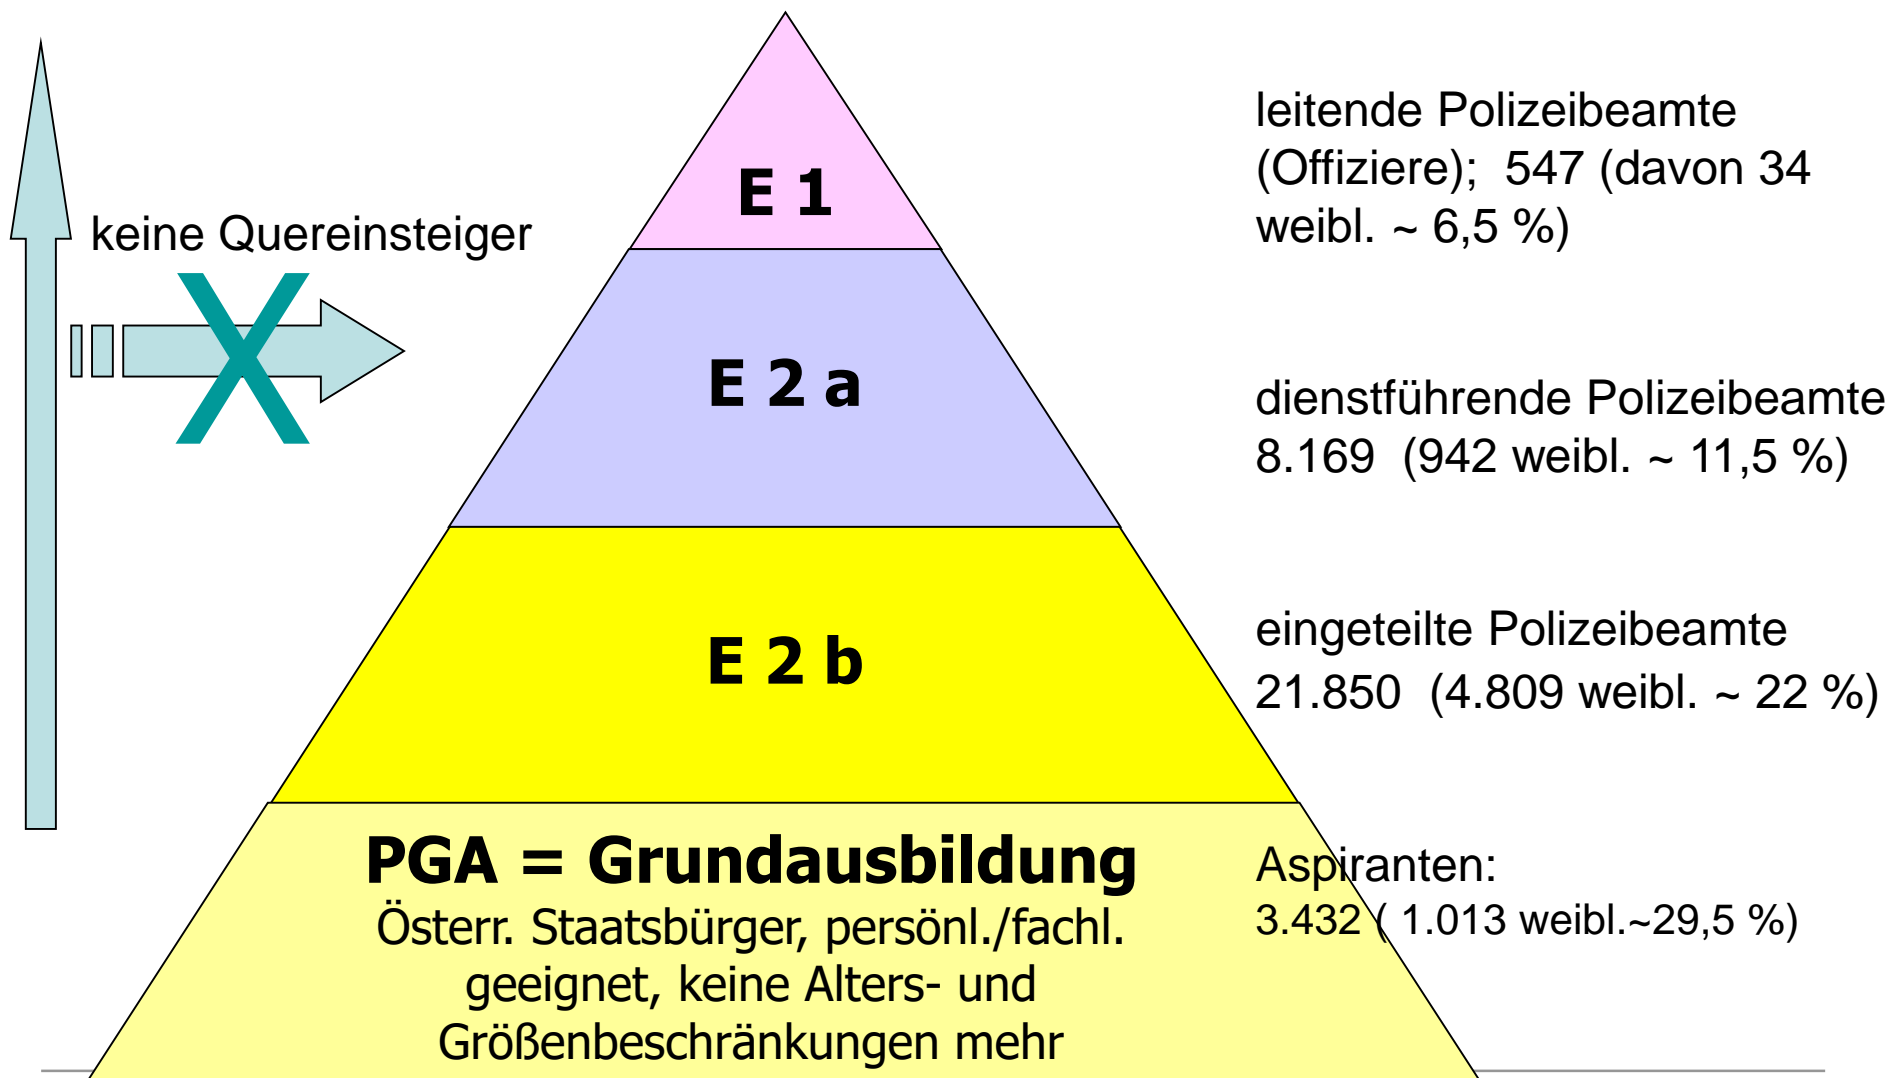 keine Quereinsteiger
X
E 1
leitende Polizeibeamte
(Offiziere); 547 (davon 34
weibl. ~ 6,5 %)
E 2 a
dienstführende Polizeibeamte
8.169 (942 weibl. ~ 11,5 %)
E 2 b
eingeteilte Polizeibeamte
21.850 (4.809 weibl. ~ 22 %)
PGA = Grundausbildung
Österr. Staatsbürger, persönl./fachl.
geeignet, keine Alters- und
Größenbeschränkungen mehr
Aspiranten:
3.432 ( 1.013 weibl.~29,5 %)